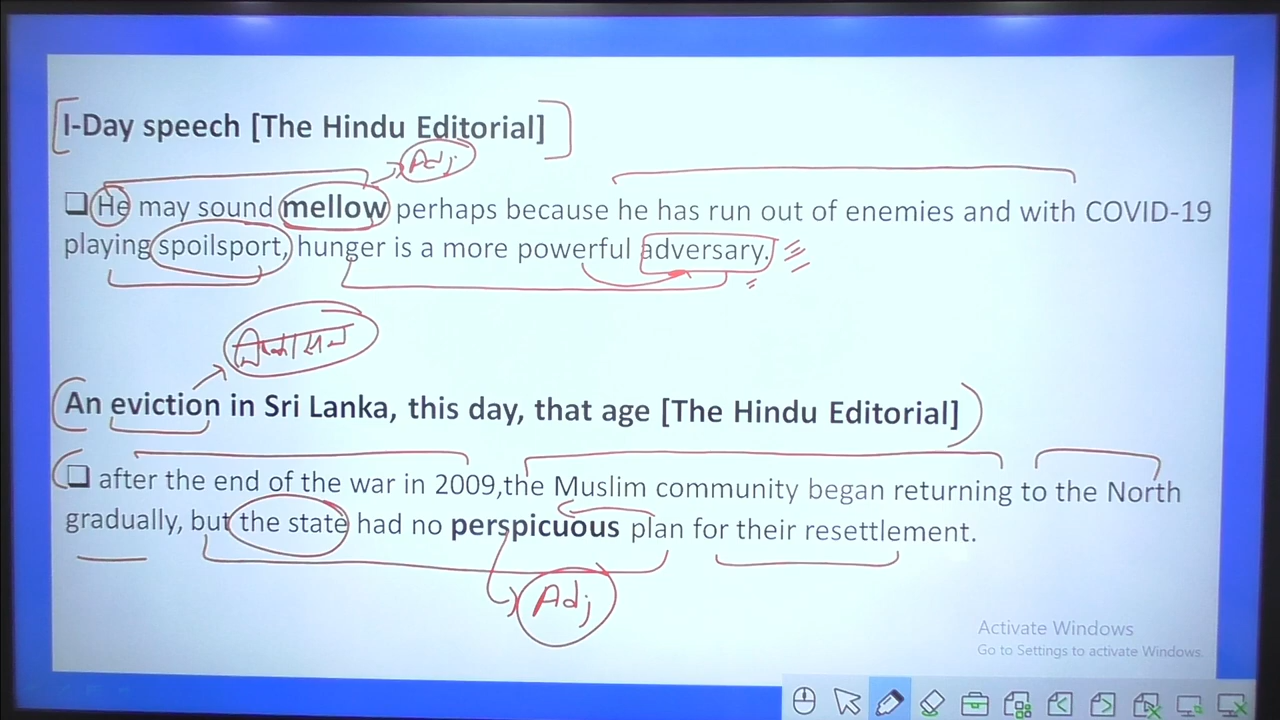 I-Day speech [The Hindu Editorial]
Adj
He may sound mellow perhaps because he has run out of enemies and with COVID-19
playing spoilsport, hunger is a more powerful adversary.
निष्कासन
An eviction in Sri Lanka, this day, that age [The Hindu Editorial]
after the end of the war in 2009,the Muslim community began returning to the North
gradually, but the state had no perspicuous plan for their resettlement.
Adj
Activate Windows
Go to Settings to activate Windows.